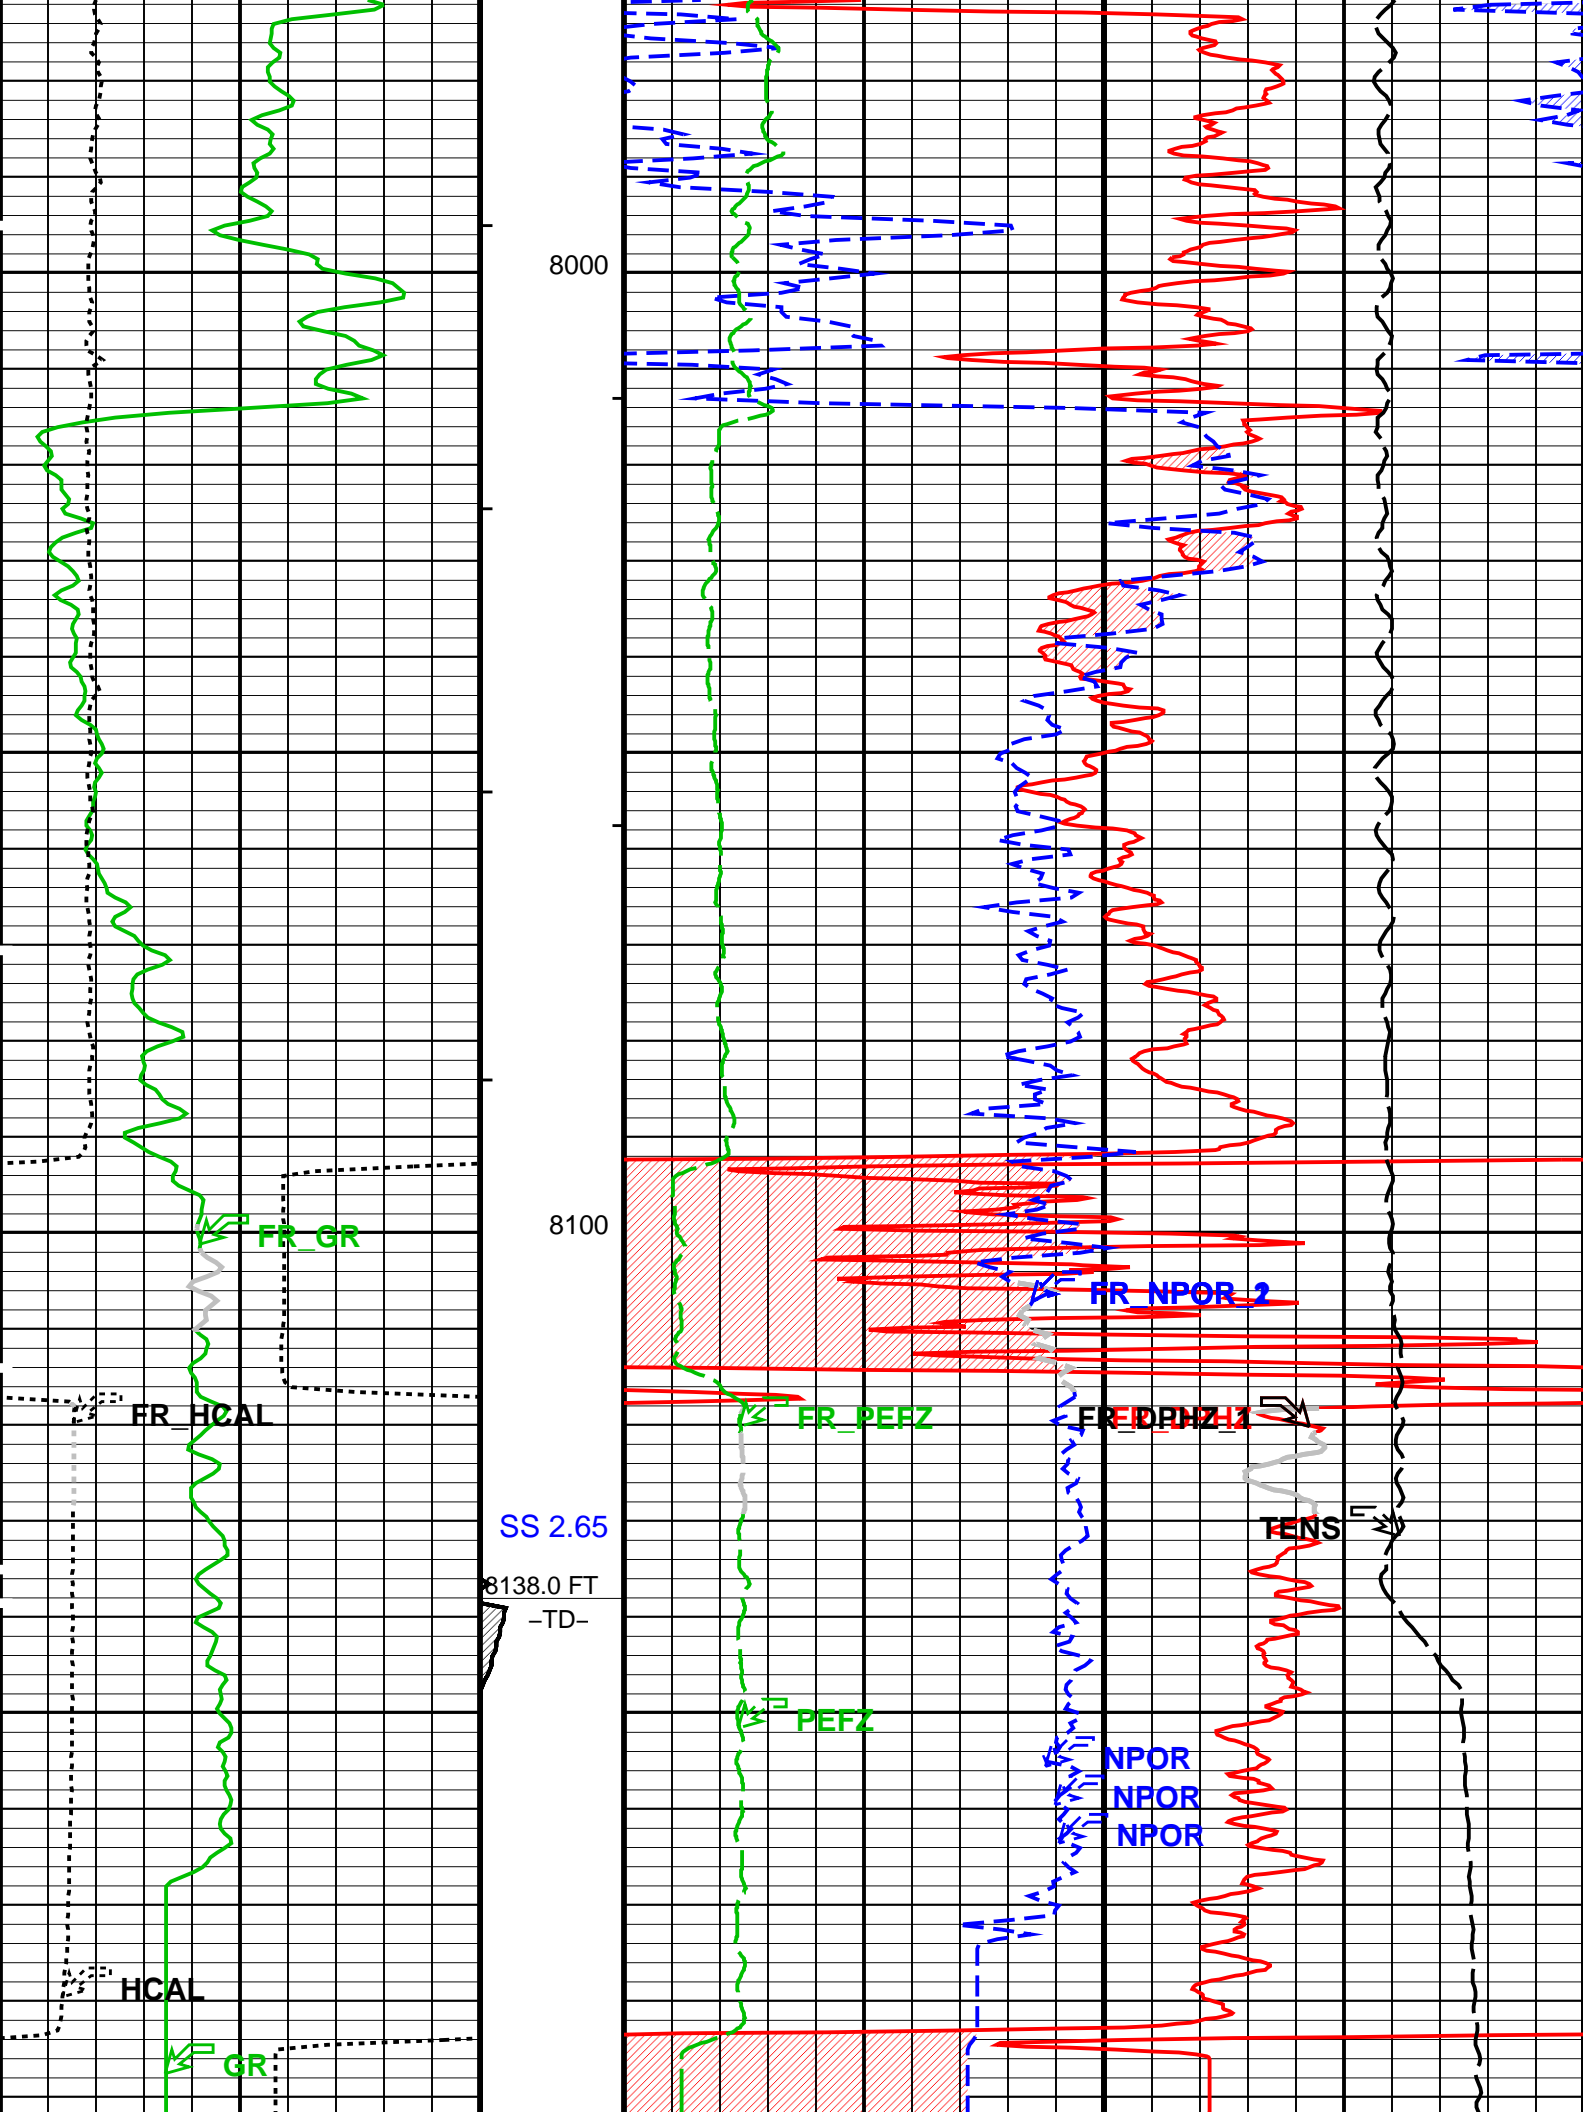 8000
8100
FR_GR
FR_NPOR_2
FR_HCAL
FR_PEFZ
FR_DPHZ_1
SS 2.65
TENS
8138.0 FT
–TD–
PEFZ
NPOR
NPOR
NPOR
HCAL
GR